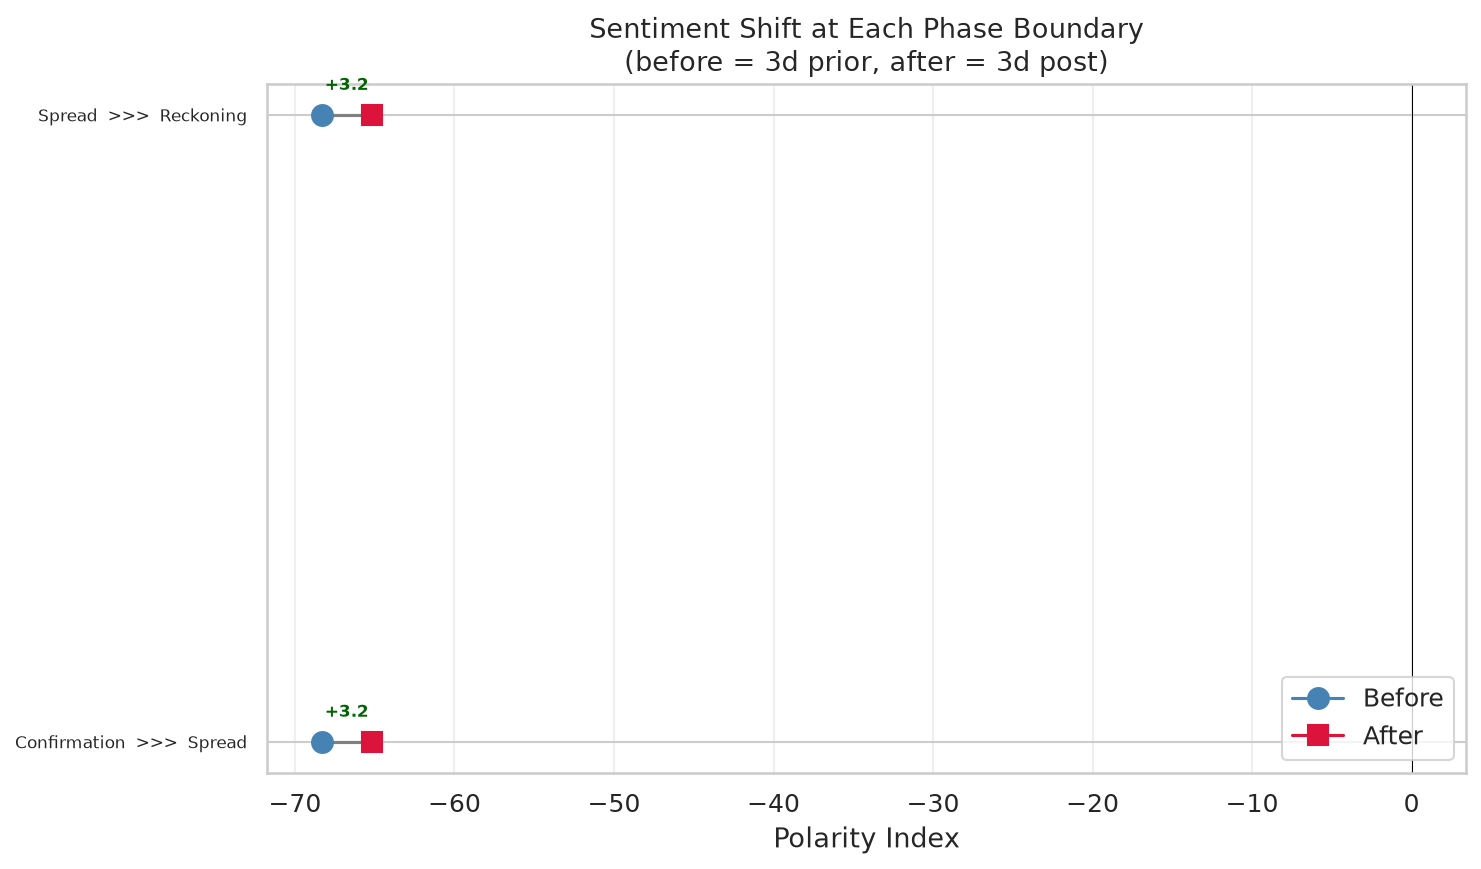 Sentiment Shift at Each Phase Boundary
(before = 3d prior, after = 3d post)
+3.2
Spread >>> Reckoning
+3.2
Confirmation >>> Spread
Before
After
−70 −60 −50 −40 −30 −20 −10 0
Polarity Index